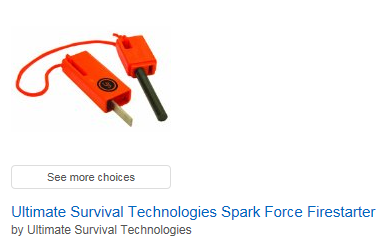 See more choices
Ultimate Survival Technologies Spark Force Firestarter
by Ultimate Survival Technologies